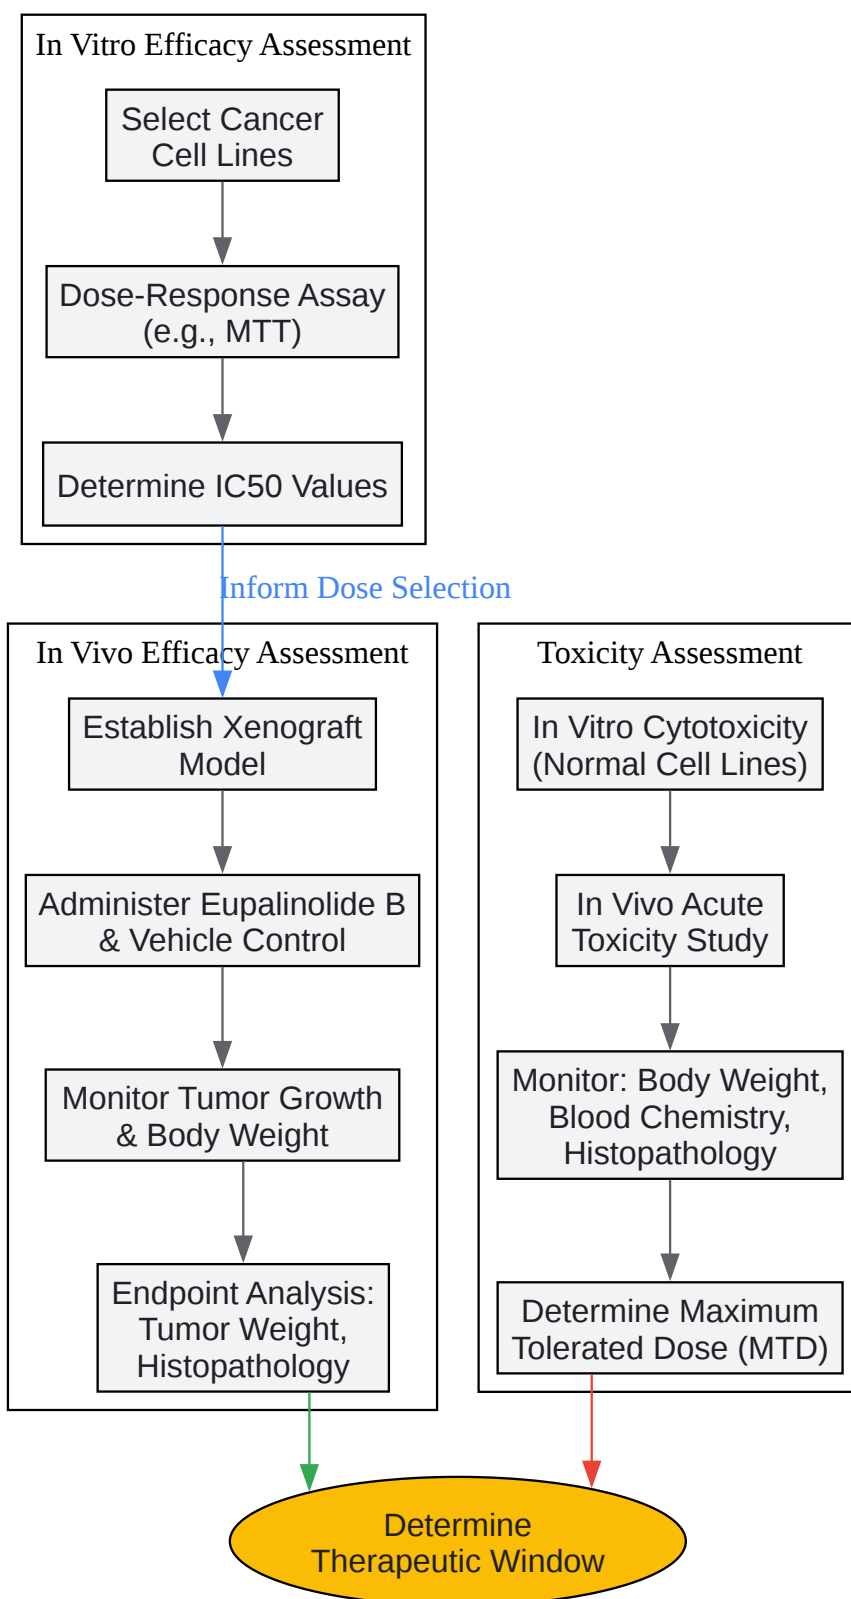 In Vitro Efficacy Assessment
Select Cancer
Cell Lines
Dose-Response Assay
(e.g., MTT)
Determine IC50 Values
Inform Dose Selection
In Vivo Efficacy Assessment
Establish Xenograft
Model
Administer Eupalinolide B
& Vehicle Control
Monitor Tumor Growth
& Body Weight
Endpoint Analysis:
Tumor Weight,
Histopathology
Toxicity Assessment
In Vitro Cytotoxicity
(Normal Cell Lines)
In Vivo Acute
Toxicity Study
Monitor: Body Weight,
Blood Chemistry,
Histopathology
Determine Maximum
Tolerated Dose (MTD)
Determine
Therapeutic Window